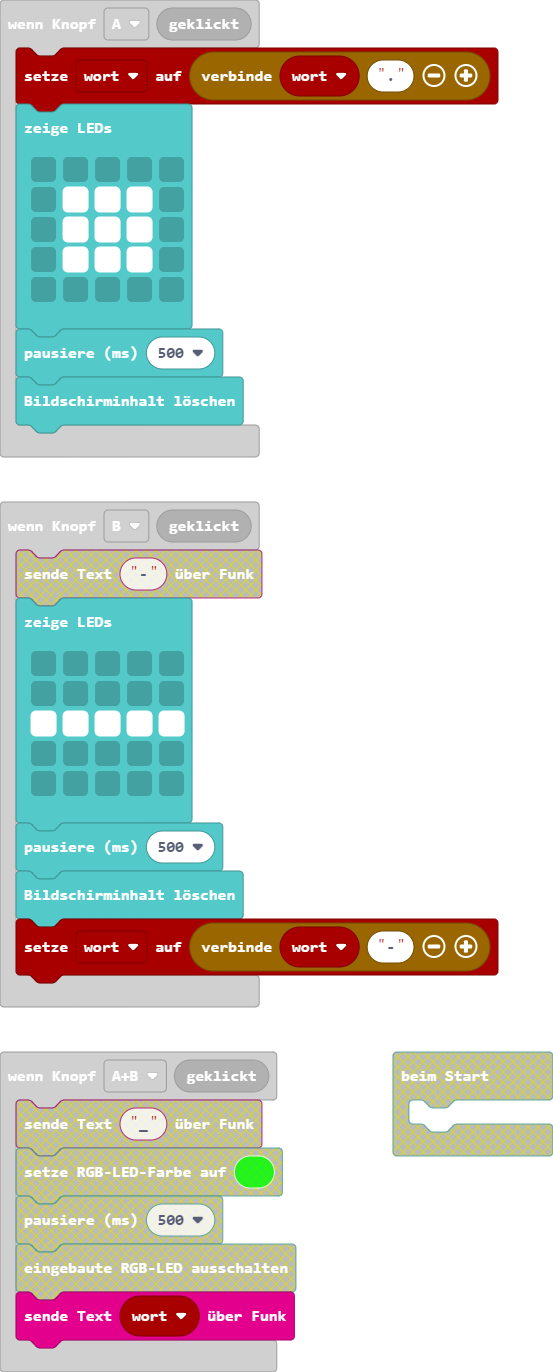 wenn Knopf A geklickt
setze wort auf verbinde wort "."
zeige LEDs
pausiere (ms) 500
Bildschirminhalt löschen
wenn Knopf B geklickt
sende Text "-" über Funk
zeige LEDs
pausiere (ms) 500
Bildschirminhalt löschen
setze wort auf verbinde wort "-"
wenn Knopf A+B geklickt
beim Start
sende Text "_" über Funk
setze RGB-LED-Farbe auf
pausiere (ms) 500
eingebaute RGB-LED ausschalten
sende Text wort über Funk